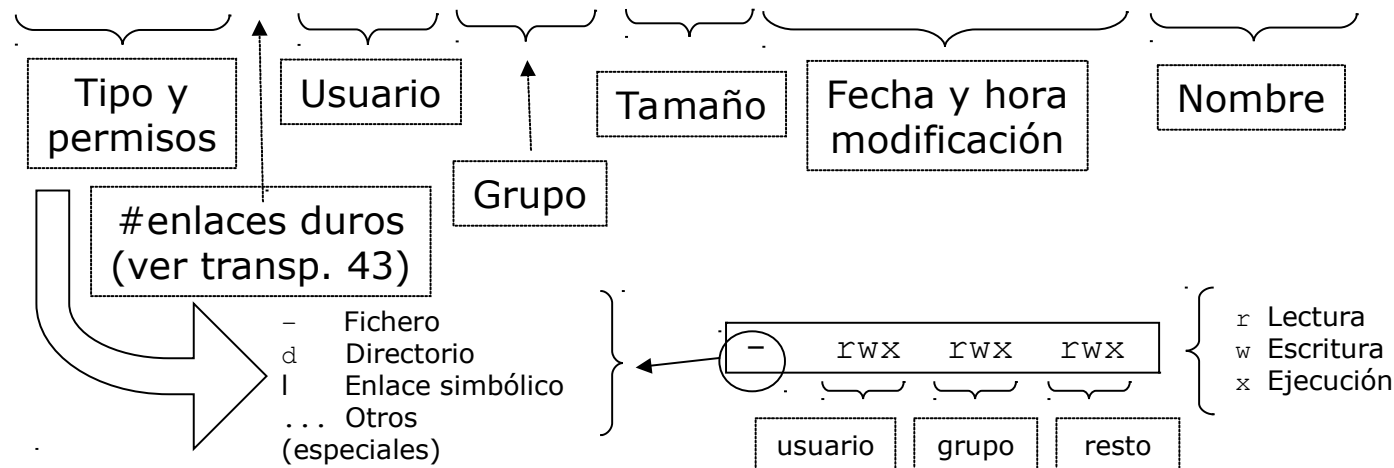 Tipo y
permisos
Usuario
Grupo
Tamaño
Fecha y hora
modificación
Nombre
#enlaces duros
(ver transp. 43)
- Fichero
d Directorio
l Enlace simbólico
... Otros
(especiales)
- rwx rwx rwx
usuario grupo resto
r Lectura
w Escritura
x Ejecución